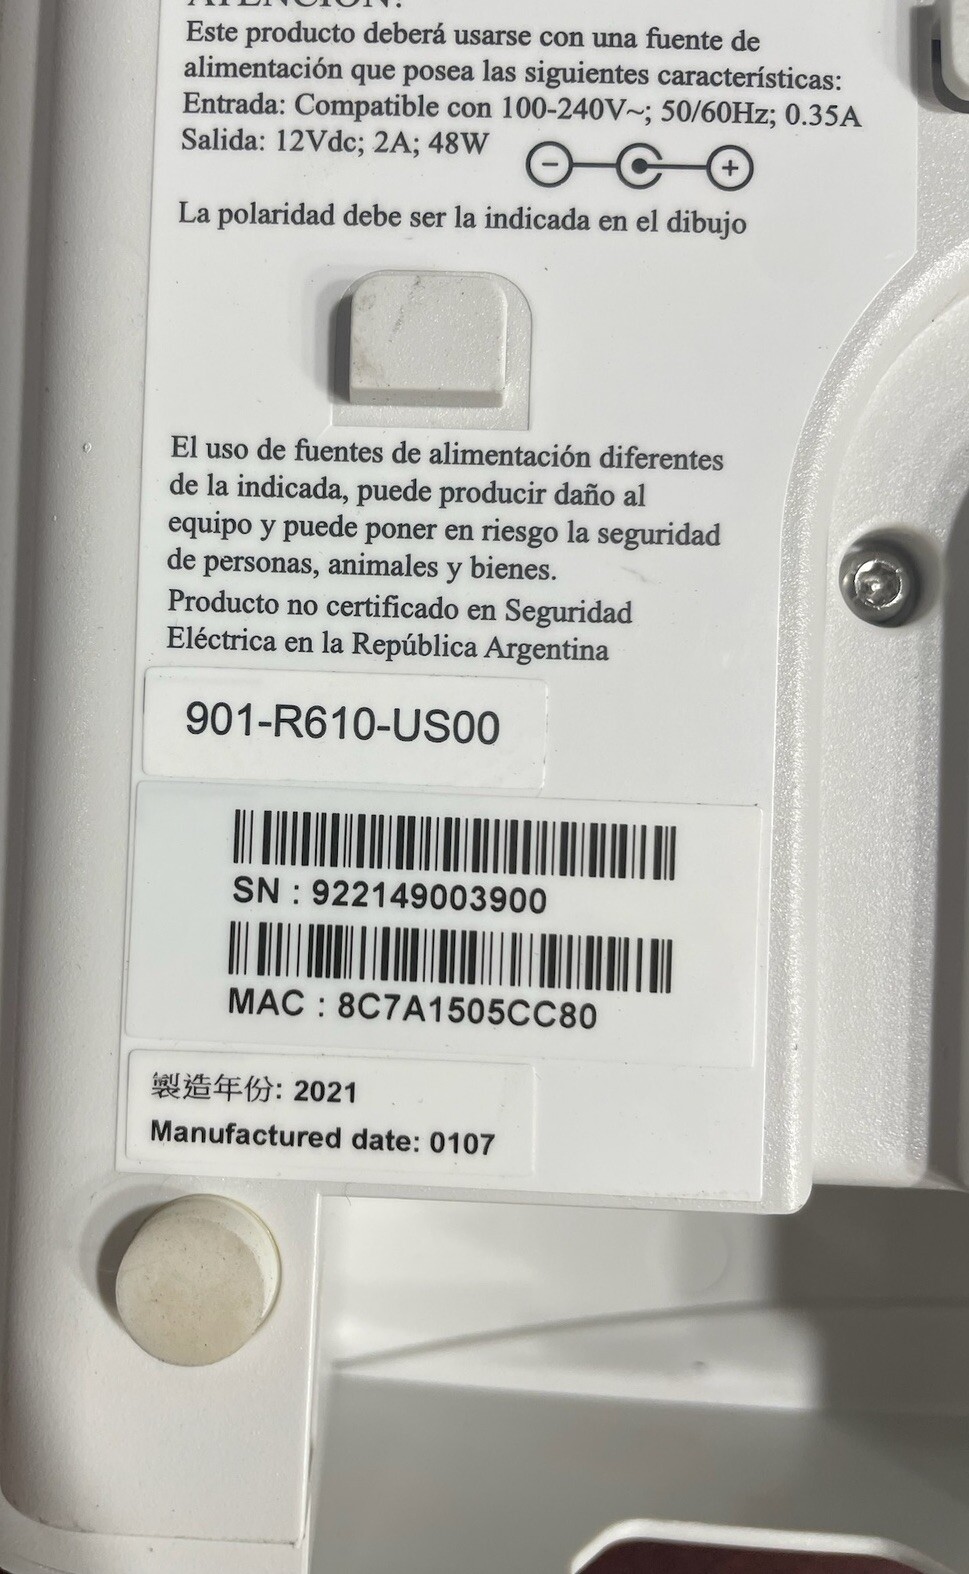 ATENCIÓN:
Este producto deberá usarse con una fuente de
alimentación que posea las siguientes características:
Entrada: Compatible con 100-240V~; 50/60Hz; 0.35A
Salida: 12Vdc; 2A; 48W
La polaridad debe ser la indicada en el dibujo
El uso de fuentes de alimentación diferentes
de la indicada, puede producir daño al
equipo y puede poner en riesgo la seguridad
de personas, animales y bienes.
Producto no certificado en Seguridad
Eléctrica en la República Argentina
901-R610-US00
SN : 922149003900
MAC : 8C7A1505CC80
製造年份: 2021
Manufactured date: 0107